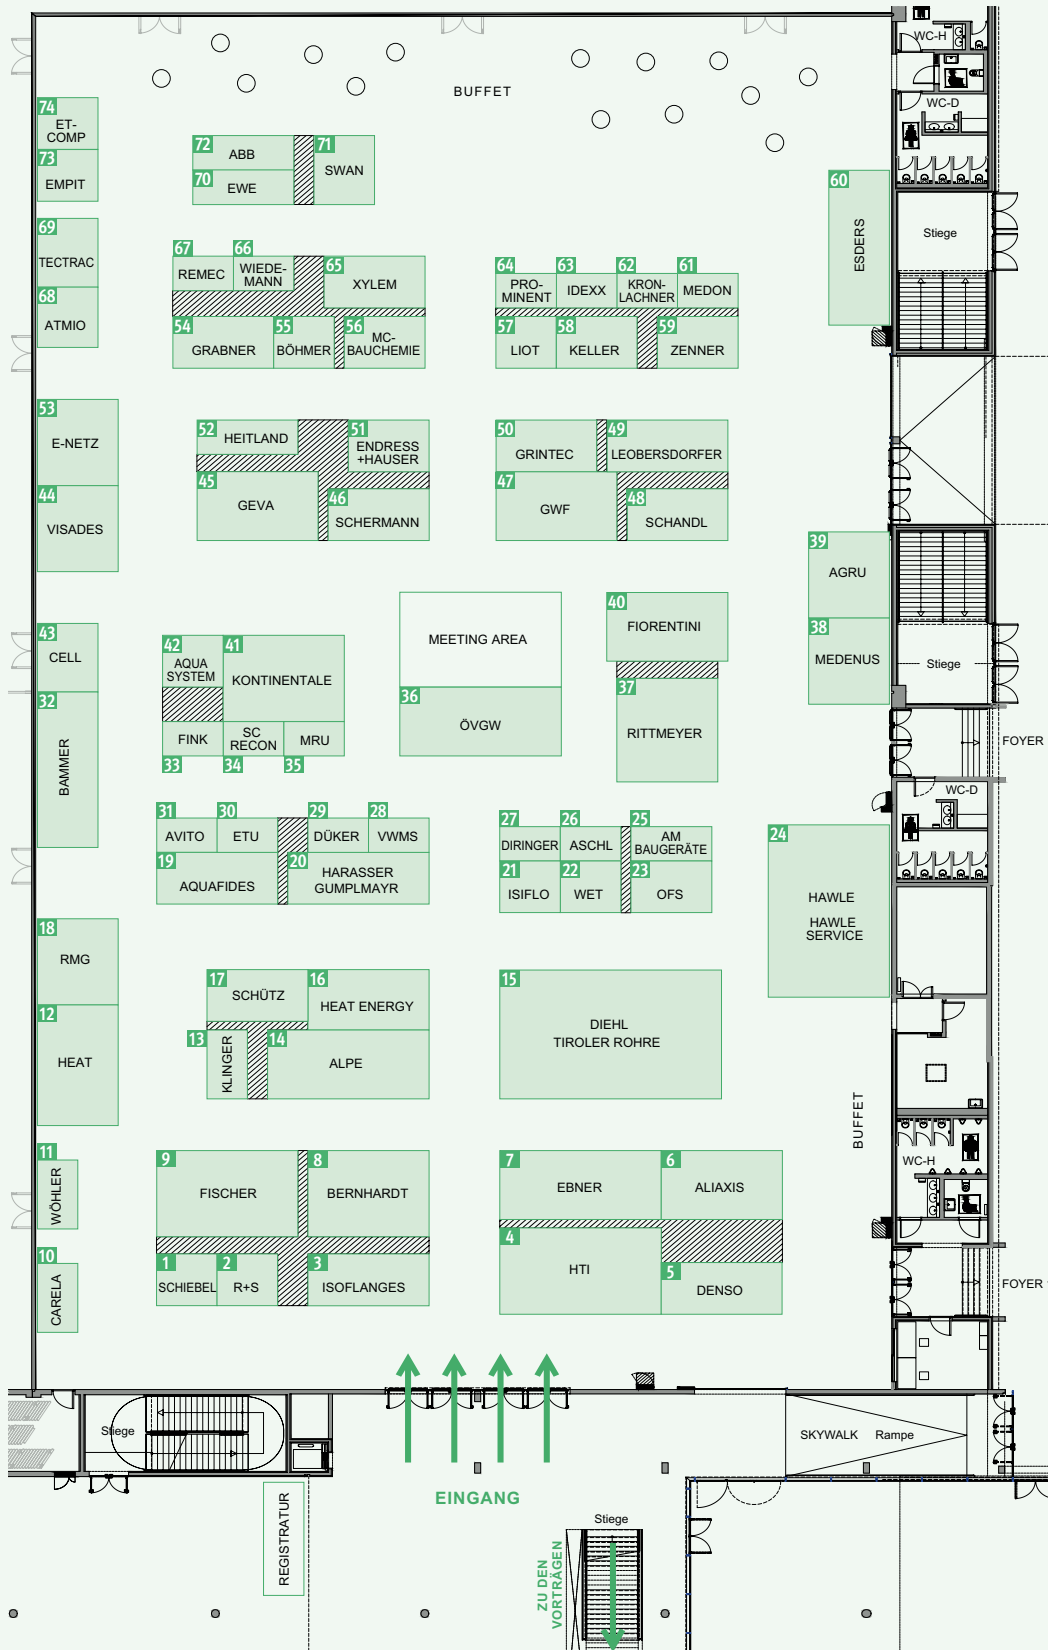 WC-H
BUFFET
WC-D
74
ET-
COMP
73
EMPIT
72
ABB
70
EWE
71
SWAN
60
ESDERS
Stiege
69
TECTRAC
68
ATMIO
67
REMEC
66
WIEDE-
MANN
65
XYLEM
64
PRO-
MINENT
63
IDEXX
62
KRON-
LACHNER
61
MEDON
54
GRABNER
55
BÖHMER
56
MC-
BAUCHEMIE
57
LIOT
58
KELLER
59
ZENNER
53
E-NETZ
44
VISADES
52
HEITLAND
51
ENDRESS
+HAUSER
45
GEVA
46
SCHERMANN
50
GRINTEC
49
LEOBERSDORFER
47
GWF
48
SCHANDL
39
AGRU
38
MEDENUS
Stiege
FOYER
43
CELL
32
BAMMER
42
AQUA
SYSTEM
41
KONTINENTALE
FINK
33
SC
RECON
34
MRU
35
MEETING AREA
36
ÖVGW
40
FIORENTINI
37
RITTMEYER
WC-D
31
AVITO
30
ETU
29
DÜKER
28
VWMS
19
AQUAFIDES
20
HARASSER
GUMPLMAYR
27
DIRINGER
26
ASCHL
25
AM
BAUGERÄTE
21
ISIFLO
22
WET
23
OFS
24
HAWLE
HAWLE
SERVICE
18
RMG
12
HEAT
17
SCHÜTZ
16
HEAT ENERGY
13
KLINGER
14
ALPE
15
DIEHL
TIROLER ROHRE
BUFFET
WC-H
11
WÖHLER
10
CARELA
9
FISCHER
8
BERNHARDT
1
SCHIEBEL
2
R+S
3
ISOFLANGES
7
EBNER
6
ALIAXIS
4
HTI
5
DENSO
FOYER
Stiege
SKYWALK Rampe
EINGANG
REGISTRATUR
Stiege
ZU DEN
VORTRÄGEN